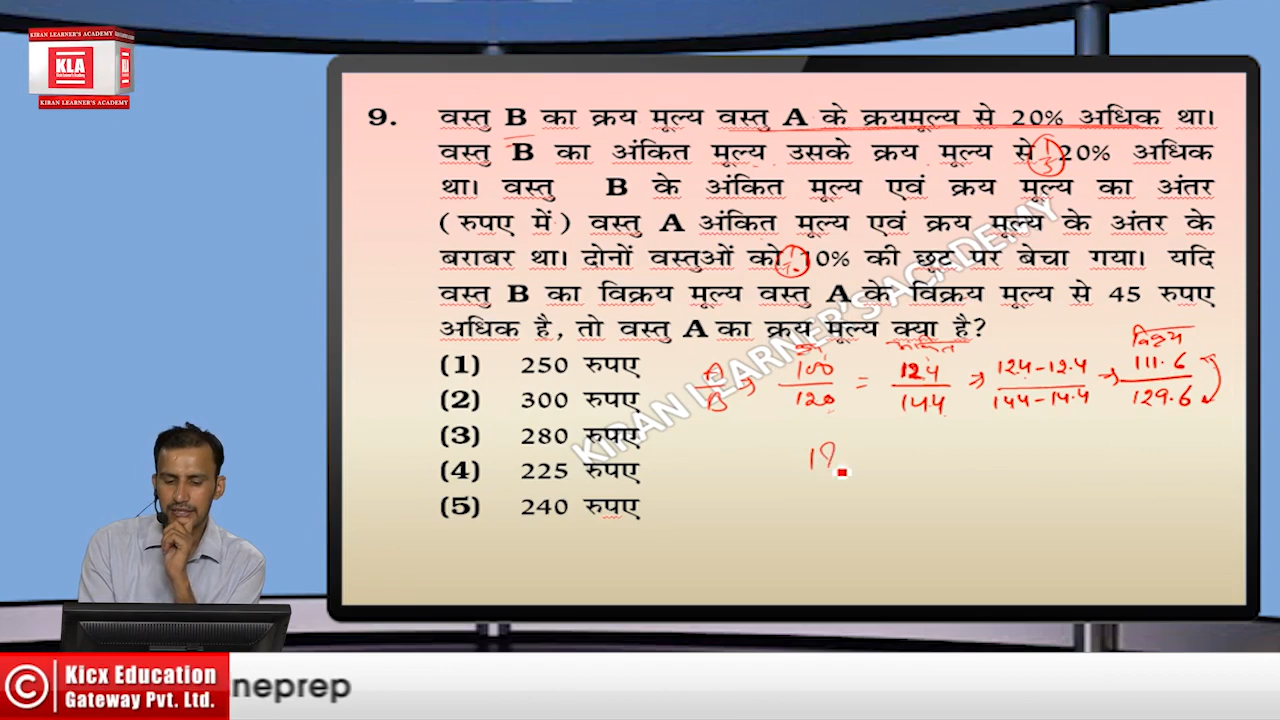 KIRAN LEARNER'S ACADEMY
KLA
KIRAN LEARNER'S ACADEMY
9. वस्तु B का क्रय मूल्य वस्तु A के क्रयमूल्य से 20% अधिक था।
वस्तु B का अंकित मूल्य उसके क्रय मूल्य से 20% अधिक
था। वस्तु B के अंकित मूल्य एवं क्रय मूल्य का अंतर
(रुपए में) वस्तु A अंकित मूल्य एवं क्रय मूल्य के अंतर के
बराबर था। दोनों वस्तुओं को 10% की छूट पर बेचा गया। यदि
वस्तु B का विक्रय मूल्य वस्तु A के विक्रय मूल्य से 45 रुपए
अधिक है, तो वस्तु A का क्रय मूल्य क्या है?
(1) 250 रुपए
(2) 300 रुपए
(3) 280 रुपए
(4) 225 रुपए
(5) 240 रुपए
अंकित विक्रय
A 100 = 124 ⇒ 124-12.4 ⇒ 111.6
B 120 144 144-14.4 129.6
KIRAN LEARNER'S ACADEMY
© Kicx Education
Gateway Pvt. Ltd.
neprep